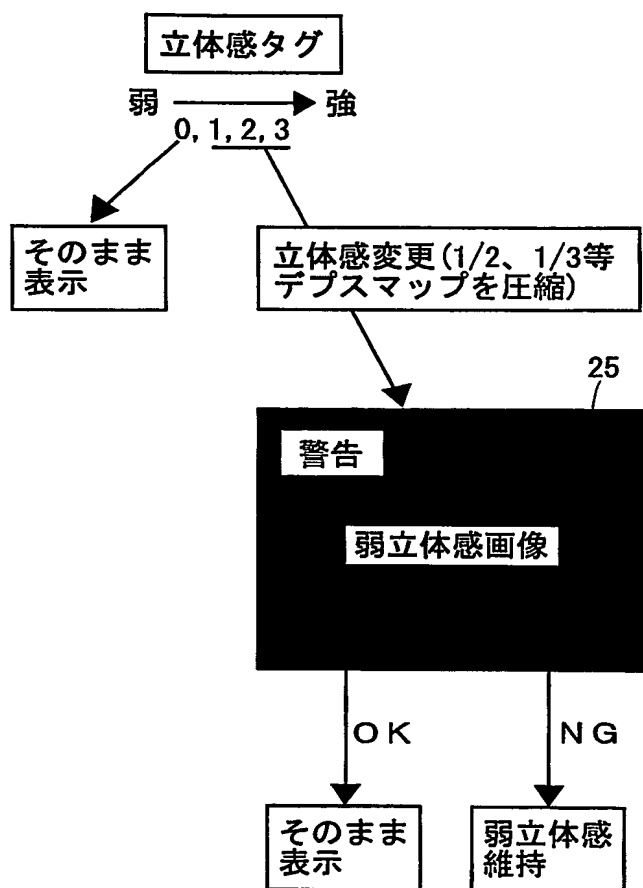 立体感タグ
弱 強
0, 1, 2, 3
そのまま
表示
立体感変更(1/2、1/3等
デプスマップを圧縮)
25
警告
弱立体感画像
OK
NG
そのまま
表示
弱立体感
維持